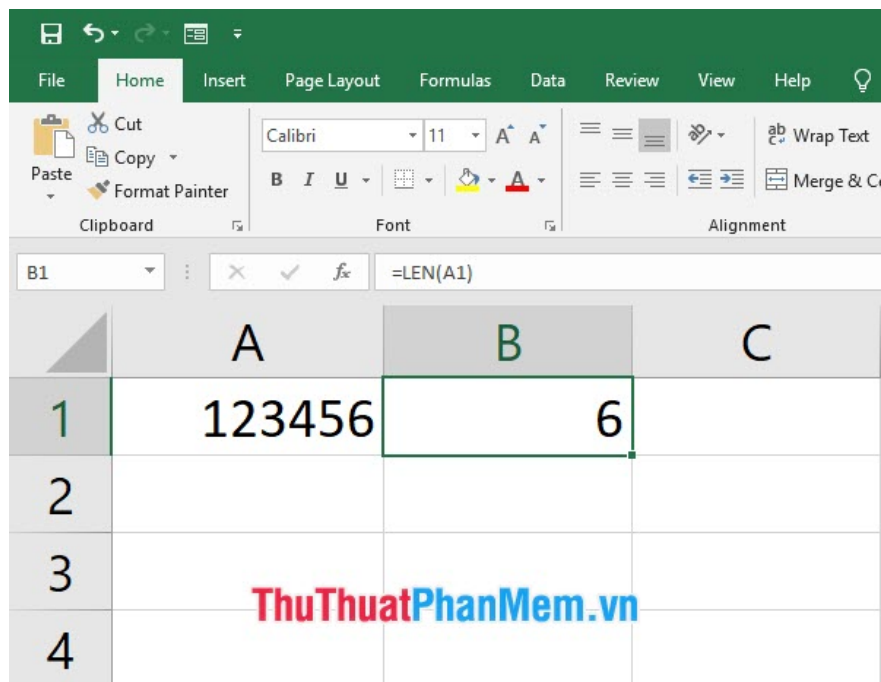 File Home Insert Page Layout Formulas Data Review View Help
Cut
Copy
Paste
Format Painter
Clipboard
Calibri 11 A A
B I U A
Font
ab Wrap Text
Merge &
Alignment
B1 fx =LEN(A1)
A B C
1 123456 6
2
3
ThuThuatPhanMem.vn
4